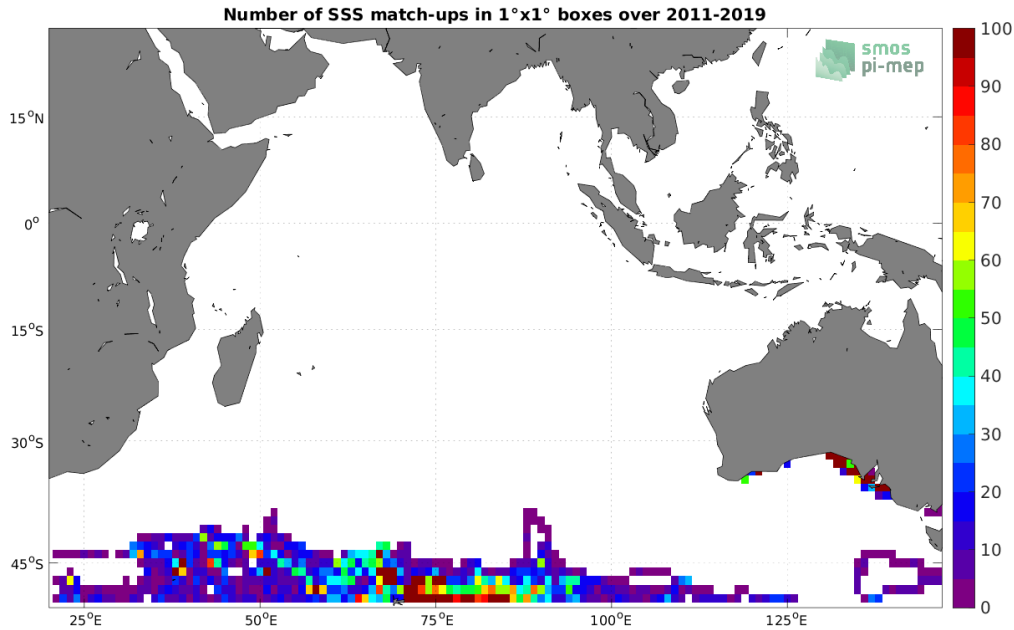 Number of SSS match-ups in 1°x1° boxes over 2011-2019
smos
pi-mep
100
90
80
70
60
50
40
30
20
10
0
15°N
0°
15°S
30°S
45°S
25°E
50°E
75°E
100°E
125°E